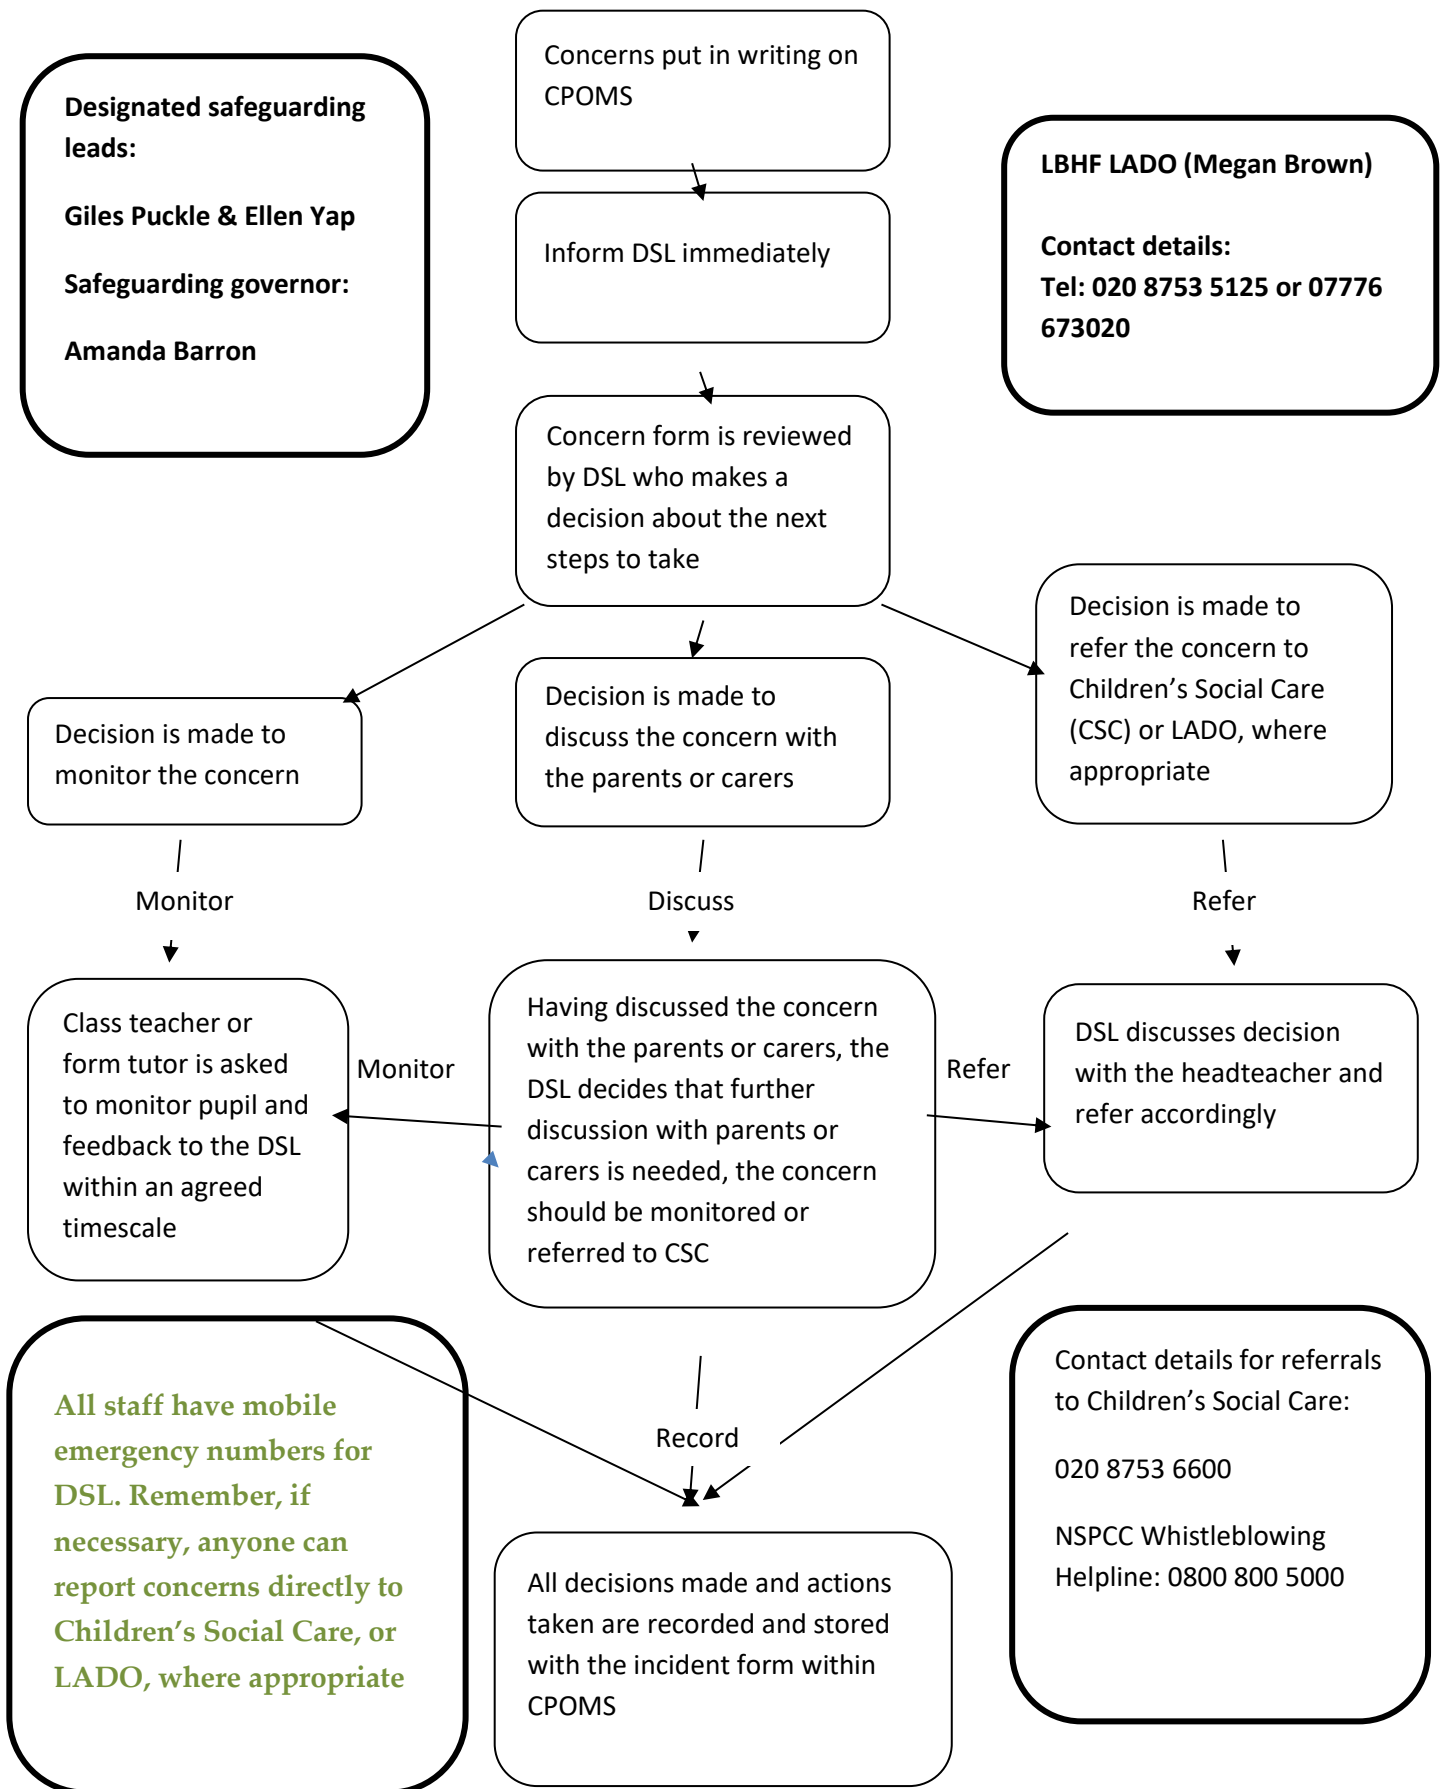 Concerns put in writing on
CPOMS
Designated safeguarding
leads:
Giles Puckle & Ellen Yap
Safeguarding governor:
Amanda Barron
LBHF LADO (Megan Brown)
Contact details:
Tel: 020 8753 5125 or 07776
673020
Inform DSL immediately
Concern form is reviewed
by DSL who makes a
decision about the next
steps to take
Decision is made to
monitor the concern
Decision is made to
discuss the concern with
the parents or carers
Decision is made to
refer the concern to
Children’s Social Care
(CSC) or LADO, where
appropriate
Monitor
Discuss
Refer
Class teacher or
form tutor is asked
to monitor pupil and
feedback to the DSL
within an agreed
timescale
Monitor
Having discussed the concern
with the parents or carers, the
DSL decides that further
discussion with parents or
carers is needed, the concern
should be monitored or
referred to CSC
Refer
DSL discusses decision
with the headteacher and
refer accordingly
All staff have mobile
emergency numbers for
DSL. Remember, if
necessary, anyone can
report concerns directly to
Children’s Social Care, or
LADO, where appropriate
Record
All decisions made and actions
taken are recorded and stored
with the incident form within
CPOMS
Contact details for referrals
to Children’s Social Care:
020 8753 6600
NSPCC Whistleblowing
Helpline: 0800 800 5000